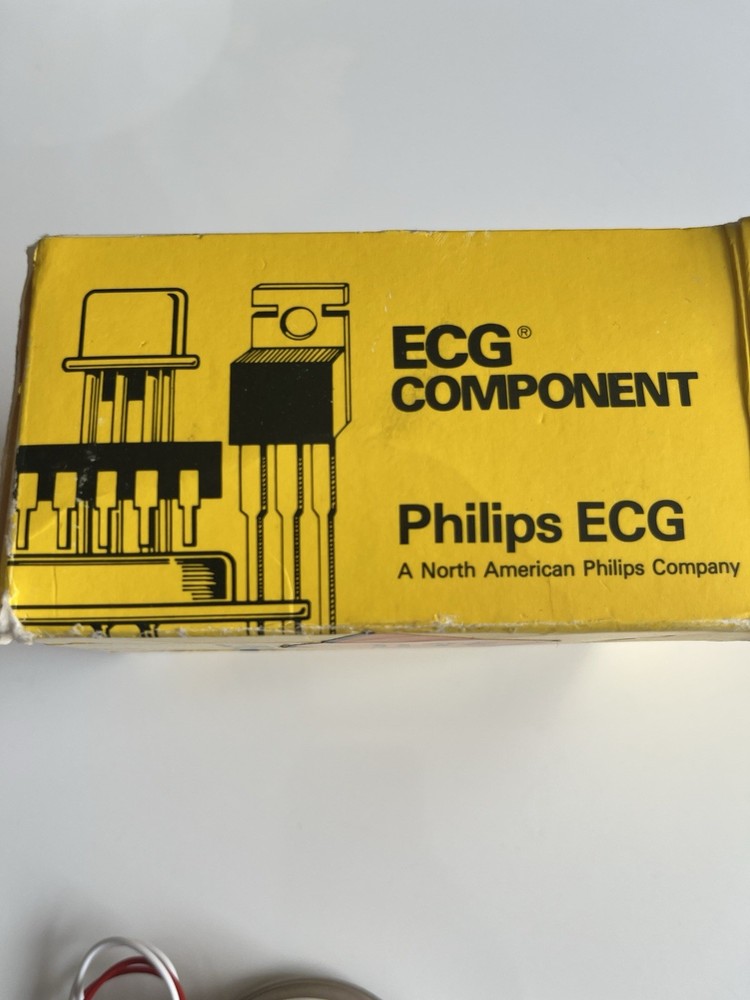 ECG®
COMPONENT
Philips ECG
A North American Philips Company